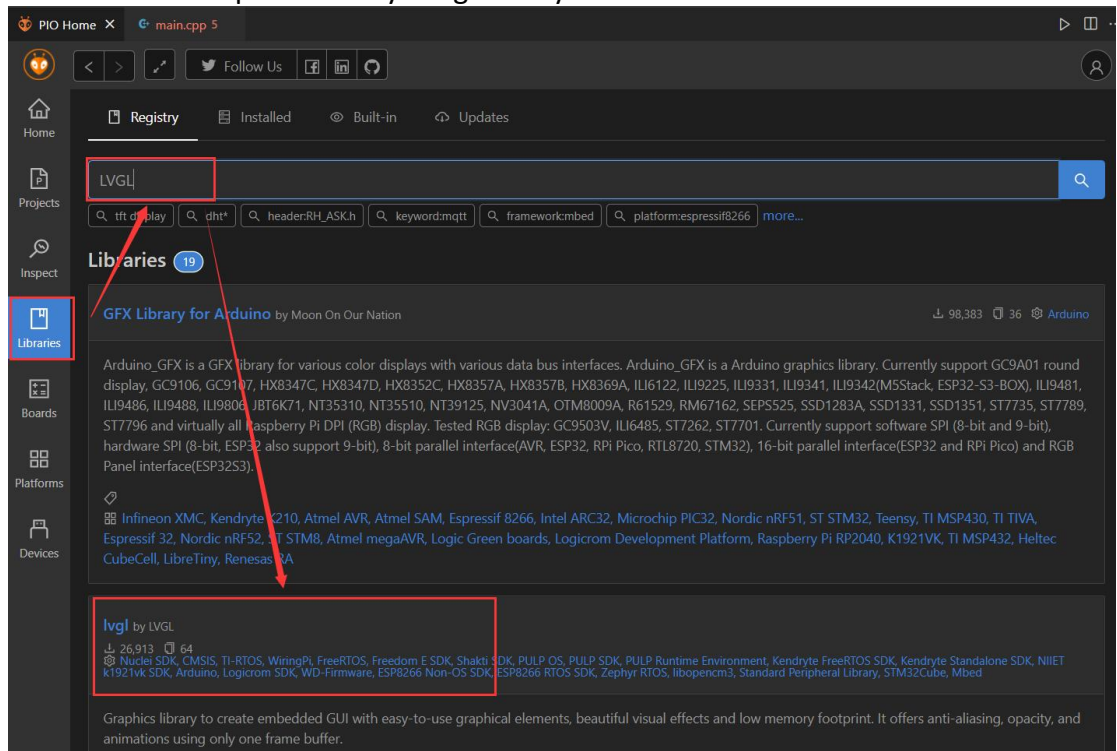 PIO Home main.cpp 5
Follow Us
Home
Registry Installed Built-in Updates
LVGL
Projects
tft display dht* header:RH_ASK.h keyword:mqtt framework:mbed platform:espressif8266 more...
Inspect
Libraries 19
GFX Library for Arduino by Moon On Our Nation 98,383 36 Arduino
Libraries
Arduino_GFX is a GFX library for various color displays with various data bus interfaces. Arduino_GFX is a Arduino graphics library. Currently support GC9A01 round
display, GC9106, GC9107, HX8347C, HX8347D, HX8352C, HX8357A, HX8357B, HX8369A, ILI6122, ILI9225, ILI9331, ILI9341, ILI9342(M5Stack, ESP32-S3-BOX), ILI9481,
Boards
ILI9486, ILI9488, ILI9806, JBT6K71, NT35310, NT35510, NT39125, NV3041A, OTM8009A, R61529, RM67162, SEPS525, SSD1283A, SSD1331, SSD1351, ST7735, ST7789,
ST7796 and virtually all Raspberry Pi DPI (RGB) display. Tested RGB display: GC9503V, ILI6485, ST7262, ST7701. Currently support software SPI (8-bit and 9-bit),
hardware SPI (8-bit, ESP32 also support 9-bit), 8-bit parallel interface(AVR, ESP32, RPi Pico, RTL8720, STM32), 16-bit parallel interface(ESP32 and RPi Pico) and RGB
Panel interface(ESP32S3).
Platforms
Infineon XMC, Kendryte K210, Atmel AVR, Atmel SAM, Espressif 8266, Intel ARC32, Microchip PIC32, Nordic nRF51, ST STM32, Teensy, TI MSP430, TI TIVA,
Espressif 32, Nordic nRF52, ST STM8, Atmel megaAVR, Logic Green boards, Logicrom Development Platform, Raspberry Pi RP2040, K1921VK, TI MSP432, Heltec
Devices
CubeCell, LibreTiny, Renesas RA
lvgl by LVGL
26,913 64
Nuclei SDK, CMSIS, TI-RTOS, WiringPi, FreeRTOS, Freedom E SDK, Shakti SDK, PULP OS, PULP SDK, PULP Runtime Environment, Kendryte FreeRTOS SDK, Kendryte Standalone SDK, NIIET
k1921vk SDK, Arduino, Logicrom SDK, WD-Firmware, ESP8266 Non-OS SDK, ESP8266 RTOS SDK, Zephyr RTOS, libopencm3, Standard Peripheral Library, STM32Cube, Mbed
Graphics library to create embedded GUI with easy-to-use graphical elements, beautiful visual effects and low memory footprint. It offers anti-aliasing, opacity, and
animations using only one frame buffer.